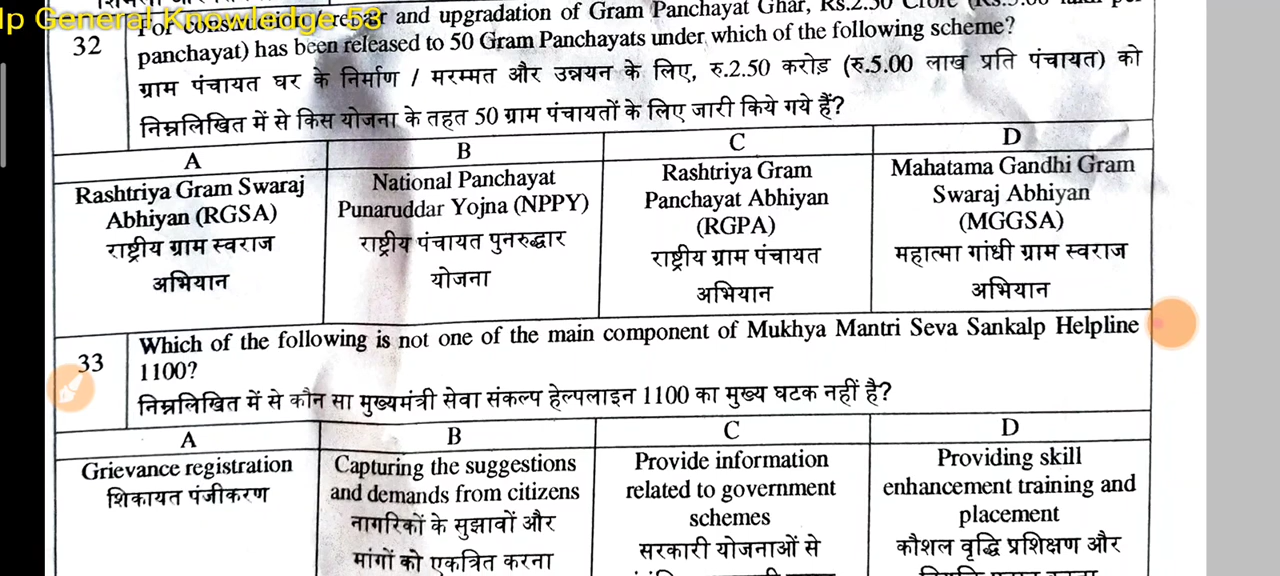 lp General Knowledge 53
and upgradation of Gram Panchayat Ghar, Rs.2.50 Crore
32
panchayat) has been released to 50 Gram Panchayats under which of the following scheme?
ग्राम पंचायत घर के निर्माण / मरम्मत और उन्नयन के लिए, रु.2.50 करोड़ (रु.5.00 लाख प्रति पंचायत) को
निम्नलिखित में से किस योजना के तहत 50 ग्राम पंचायतों के लिए जारी किये गये हैं?
A
Rashtriya Gram Swaraj
Abhiyan (RGSA)
राष्ट्रीय ग्राम स्वराज
अभियान
B
National Panchayat
Punaruddar Yojna (NPPY)
राष्ट्रीय पंचायत पुनरुद्धार
योजना
C
Rashtriya Gram
Panchayat Abhiyan
(RGPA)
राष्ट्रीय ग्राम पंचायत
अभियान
D
Mahatama Gandhi Gram
Swaraj Abhiyan
(MGGSA)
महात्मा गांधी ग्राम स्वराज
अभियान
33
Which of the following is not one of the main component of Mukhya Mantri Seva Sankalp Helpline
1100?
निम्नलिखित में से कौन सा मुख्यमंत्री सेवा संकल्प हेल्पलाइन 1100 का मुख्य घटक नहीं है?
A
Grievance registration
शिकायत पंजीकरण
B
Capturing the suggestions
and demands from citizens
नागरिकों के सुझावों और
मांगों को एकत्रित करना
C
Provide information
related to government
schemes
सरकारी योजनाओं से
D
Providing skill
enhancement training and
placement
कौशल वृद्धि प्रशिक्षण और